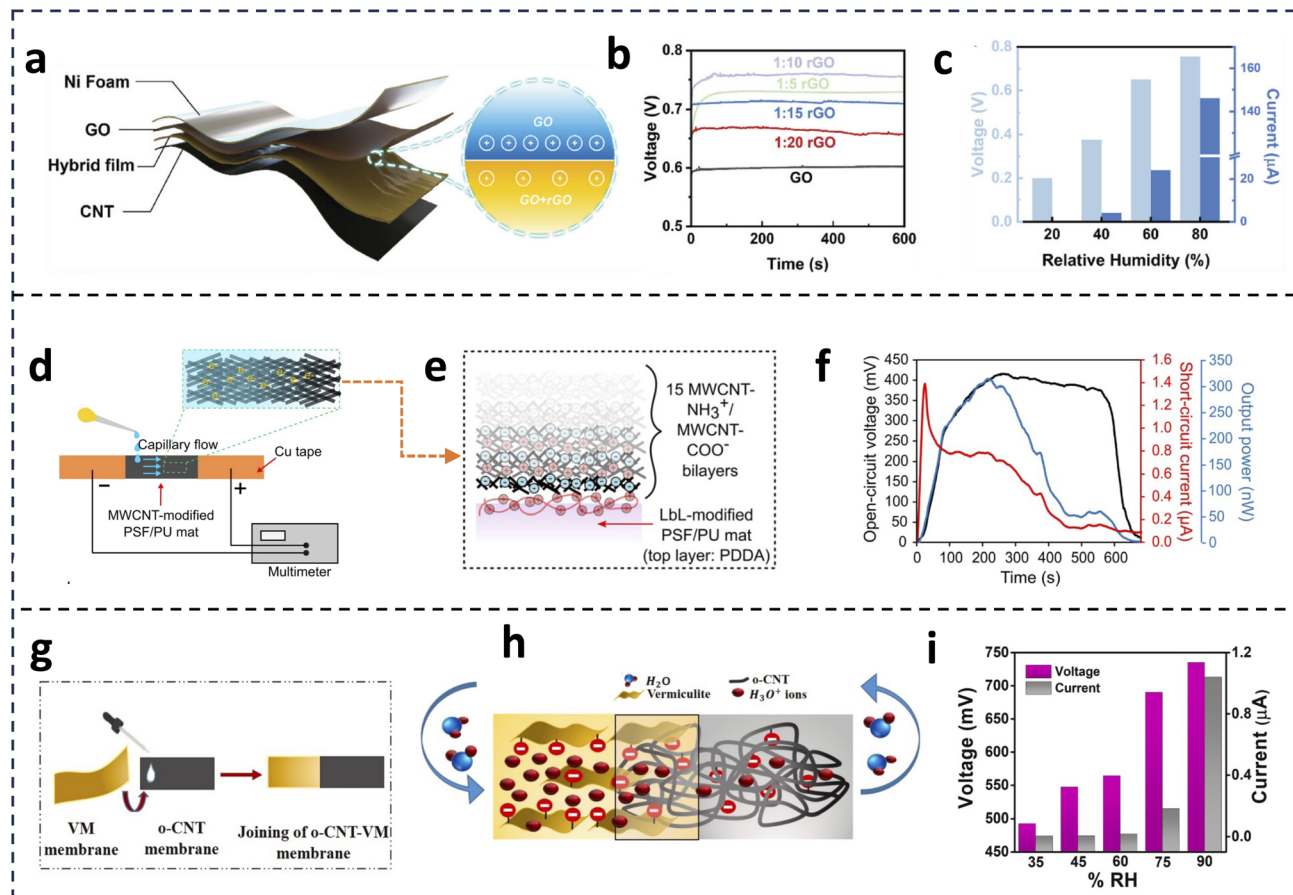 a
Ni Foam
GO
Hybrid film
CNT
GO
GO+rGO
b
0.8
0.7
0.6
0.5
Voltage (V)
1:10 rGO
1:5 rGO
1:15 rGO
1:20 rGO
GO
0
200
400
600
Time (s)
c
0.8
0.6
0.4
0.2
0.0
Voltage (V)
160
140
20
0
Current (μA)
20
40
60
80
Relative Humidity (%)
d
Capillary flow
Cu tape
−
+
MWCNT-modified
PSF/PU mat
Multimeter
e
15 MWCNT-
NH₃⁺/
MWCNT-
COO⁻
bilayers
LbL-modified
PSF/PU mat
(top layer: PDDA)
f
450
400
350
300
250
200
150
100
50
0
Open-circuit voltage (mV)
1.6
1.4
1.2
1.0
0.8
0.6
0.4
0.2
0.0
Short-circuit current (μA)
350
300
250
200
150
100
50
0
Output power (nW)
0
100
200
300
400
500
600
Time (s)
g
VM
membrane
o-CNT
membrane
Joining of o-CNT-VM
membrane
h
H₂O
Vermiculite
o-CNT
H₃O⁺ ions
i
750
700
650
600
550
500
450
Voltage (mV)
Voltage
Current
1.2
0.8
0.4
0.0
Current (μA)
35
45
60
75
90
% RH